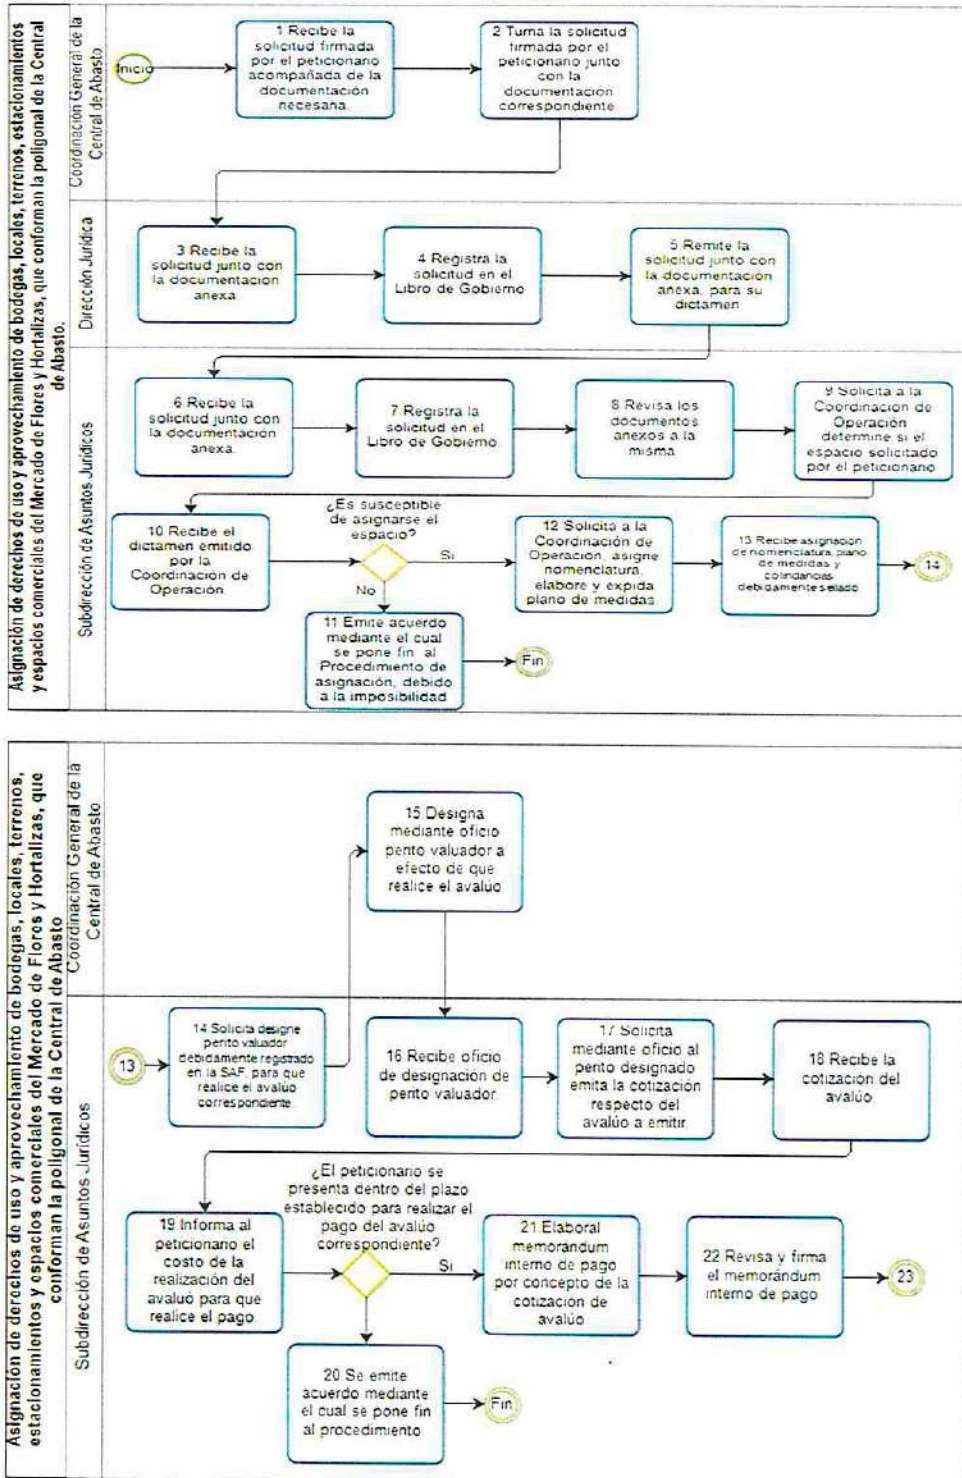 Asignación de derechos de uso y aprovechamiento de bodegas, locales, terrenos, estacionamientos
y espacios comerciales del Mercado de Flores y Hortalizas, que conforman la poligonal de la Central
de Abasto.
Coordinación General de la
Central de Abasto
Inicio
1 Recibe la
solicitud firmada
por el peticionario
acompañada de la
documentación
necesaria.
2 Turna la solicitud
firmada por el
peticionario junto
con la
documentación
correspondiente
Dirección Jurídica
3 Recibe la
solicitud junto con
la documentación
anexa.
4 Registra la
solicitud en el
Libro de Gobierno
5 Remite la
solicitud junto con
la documentación
anexa, para su
dictamen
Subdirección de Asuntos Jurídicos
6 Recibe la
solicitud junto con
la documentación
anexa.
7 Registra la
solicitud en el
Libro de Gobierno.
8 Revisa los
documentos
anexos a la
misma
9 Solicita a la
Coordinación de
Operación
determine si el
espacio solicitado
por el peticionario
10 Recibe el
dictamen emitido
por la
Coordinación de
Operación
¿Es susceptible
de asignarse el
espacio?
Si
No
11 Emite acuerdo
mediante el cual
se pone fin al
Procedimiento de
asignación, debido
a la imposibilidad
Fin
12 Solicita a la
Coordinación de
Operación, asigne
nomenclatura,
elabore y expida
plano de medidas
13 Recibe asignación
de nomenclatura, plano
de medidas y
colindancias
debidamente sellado
14
Asignación de derechos de uso y aprovechamiento de bodegas, locales, terrenos,
estacionamientos y espacios comerciales del Mercado de Flores y Hortalizas, que
conforman la poligonal de la Central de Abasto
Coordinación General de la
Central de Abasto
15 Designa
mediante oficio
perito valuador a
efecto de que
realice el avalúo
Subdirección de Asuntos Jurídicos
13
14 Solicita designe
perito valuador
debidamente registrado
en la SAF, para que
realice el avalúo
correspondiente.
16 Recibe oficio
de designación de
perito valuador
17 Solicita
mediante oficio al
perito designado
emita la cotización
respecto del
avalúo a emitir
18 Recibe la
cotización del
avalúo.
19 Informa al
peticionario el
costo de la
realización del
avaluó para que
realice el pago
¿El peticionario se
presenta dentro del plazo
establecido para realizar el
pago del avalúo
correspondiente?
Si
20 Se emite
acuerdo mediante
el cual se pone fin
al procedimiento
Fin
21 Elaboral
memorándum
interno de pago
por concepto de la
cotización de
avalúo
22 Revisa y firma
el memorándum
interno de pago
23